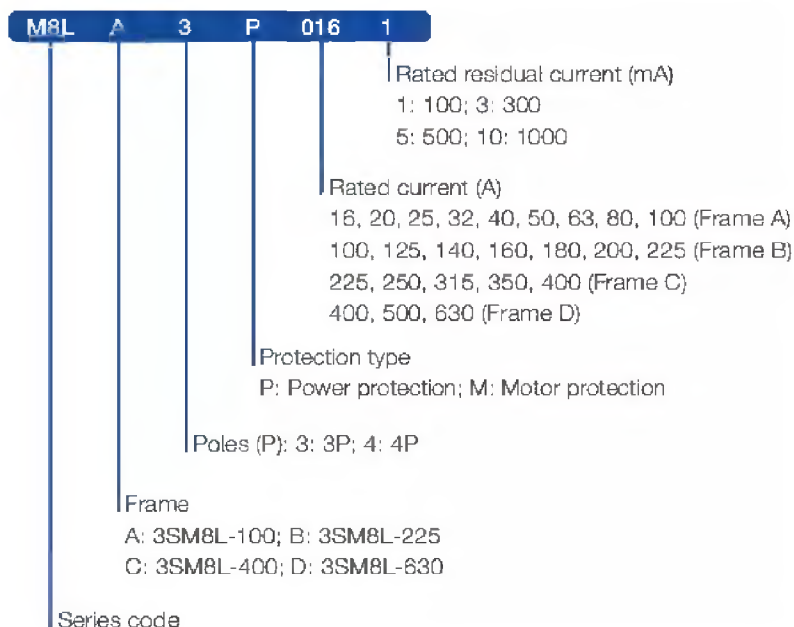 M8L A 3 P 016 1
Rated residual current (mA)
1: 100; 3: 300
5: 500; 10: 1000
Rated current (A)
16, 20, 25, 32, 40, 50, 63, 80, 100 (Frame A)
100, 125, 140, 160, 180, 200, 225 (Frame B)
225, 250, 315, 350, 400 (Frame C)
400, 500, 630 (Frame D)
Protection type
P: Power protection; M: Motor protection
Poles (P): 3: 3P; 4: 4P
Frame
A: 3SM8L-100; B: 3SM8L-225
C: 3SM8L-400; D: 3SM8L-630
Series code